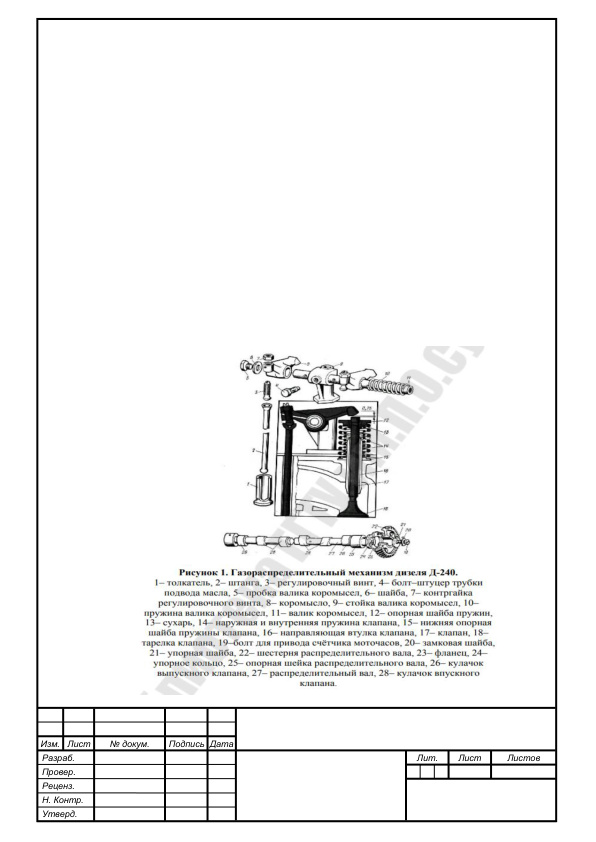 Рисунок 1. Газораспределительный механизм дизеля Д-240.
1– толкатель, 2– штанга, 3– регулировочный винт, 4– болт–штуцер трубки
подвода масла, 5– пробка валика коромысел, 6– шайба, 7– контргайка
регулировочного винта, 8– коромысло, 9– стойка валика коромысел, 10–
пружина валика коромысел, 11– валик коромысел, 12– опорная шайба пружин,
13– сухарь, 14– наружная и внутренняя пружина клапана, 15– нижняя опорная
шайба пружины клапана, 16– направляющая втулка клапана, 17– клапан, 18–
тарелка клапана, 19–болт для привода счётчика моточасов, 20– замковая шайба,
21– упорная шайба, 22– шестерня распределительного вала, 23– фланец, 24–
упорное кольцо, 25– опорная шейка распределительного вала, 26– кулачок
выпускного клапана, 27– распределительный вал, 28– кулачок впускного
клапана.
Изм. Лист № докум. Подпись Дата
Разраб. Лит. Лист Листов
Провер.
Реценз.
Н. Контр.
Утверд.